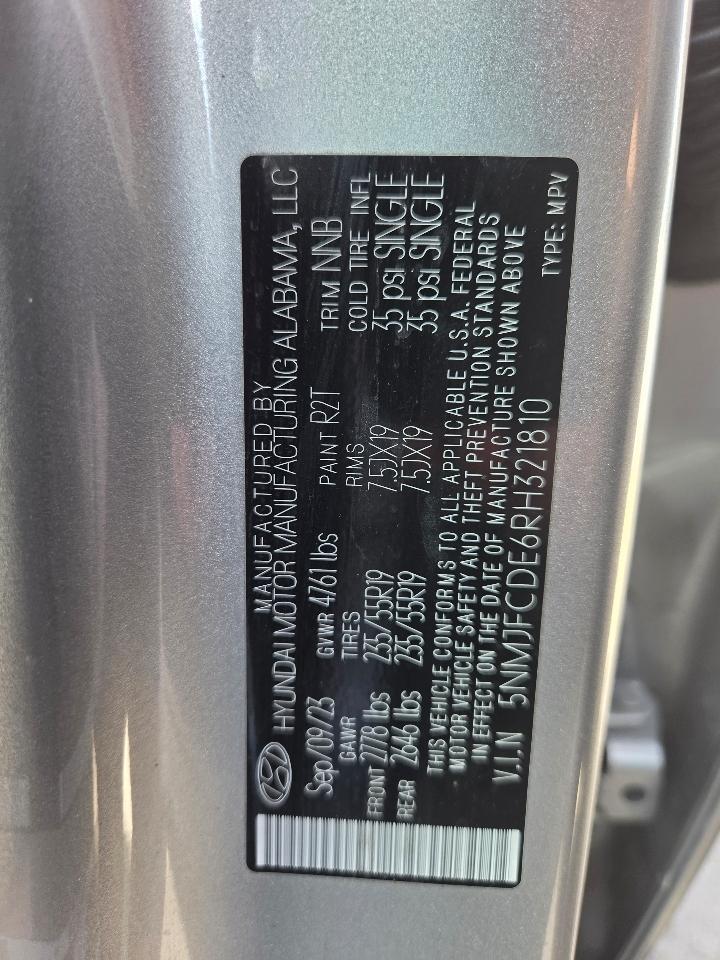 MANUFACTURED BY
HYUNDAI MOTOR MANUFACTURING ALABAMA, LLC
Sep/09/23 GVWR 4761 lbs PAINT R2T TRIM NNB
GAWR TIRES RIMS COLD TIRE INFL
FRONT 2778 lbs 235/55R19 7.5JX19 35 psi SINGLE
REAR 2646 lbs 235/55R19 7.5JX19 35 psi SINGLE
THIS VEHICLE CONFORMS TO ALL APPLICABLE U.S.A. FEDERAL
MOTOR VEHICLE SAFETY AND THEFT PREVENTION STANDARDS
IN EFFECT ON THE DATE OF MANUFACTURE SHOWN ABOVE
V.I.N 5NMJFCDE6RH321810 TYPE: MPV